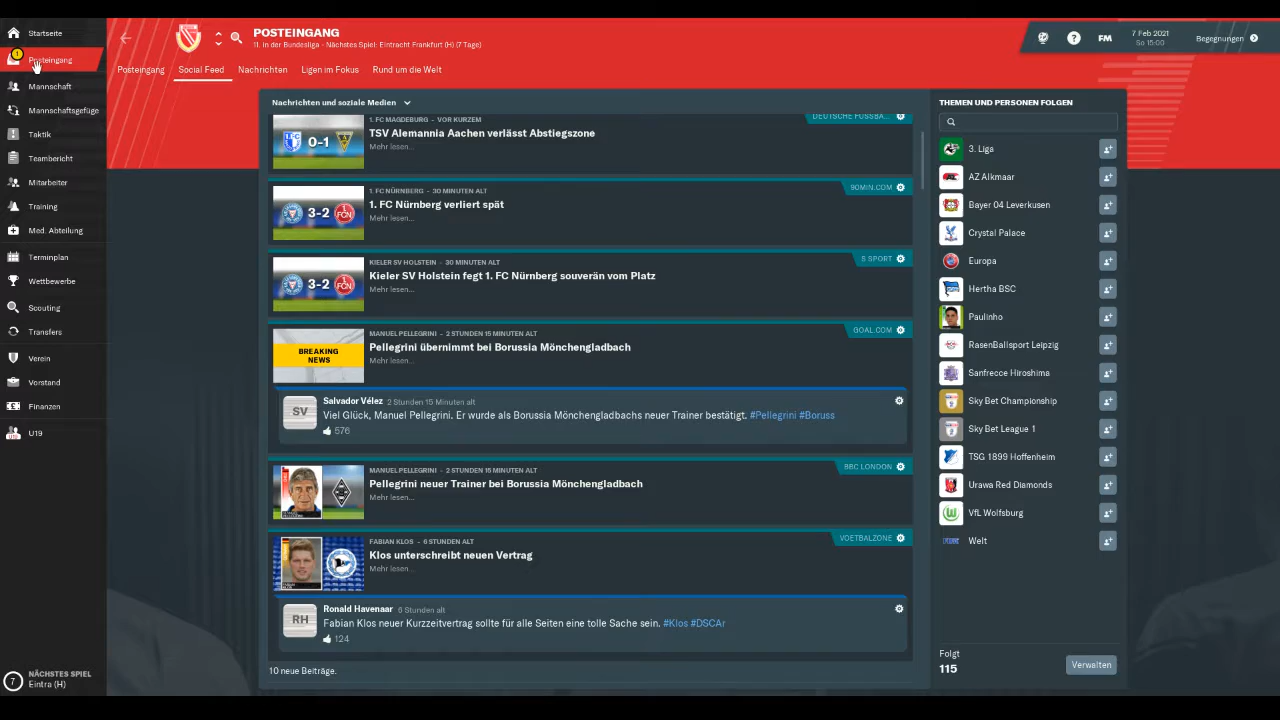 Startseite
1
Posteingang
Mannschaft
Mannschaftsgefüge
Taktik
Teambericht
Mitarbeiter
Training
Med. Abteilung
Terminplan
Wettbewerbe
Scouting
Transfers
Verein
Vorstand
Finanzen
U19
7
NÄCHSTES SPIEL
Eintra (H)
POSTEINGANG
11. in der Bundesliga - Nächstes Spiel: Eintracht Frankfurt (H) (7 Tage)
? FM
7 Feb 2021
So 15:00
Begegnungen
Posteingang Social Feed Nachrichten Ligen im Fokus Rund um die Welt
Nachrichten und soziale Medien
1. FC MAGDEBURG - VOR KURZEM
DEUTSCHE FUSSBA...
0-1
TSV Alemannia Aachen verlässt Abstiegszone
Mehr lesen...
1. FC NÜRNBERG - 30 MINUTEN ALT
90MIN.COM
3-2
1. FC Nürnberg verliert spät
Mehr lesen...
KIELER SV HOLSTEIN - 30 MINUTEN ALT
5 SPORT
3-2
Kieler SV Holstein fegt 1. FC Nürnberg souverän vom Platz
Mehr lesen...
MANUEL PELLEGRINI - 2 STUNDEN 15 MINUTEN ALT
GOAL.COM
BREAKING
NEWS
Pellegrini übernimmt bei Borussia Mönchengladbach
Mehr lesen...
SV
Salvador Vélez 2 Stunden 15 Minuten alt
Viel Glück, Manuel Pellegrini. Er wurde als Borussia Mönchengladbachs neuer Trainer bestätigt. #Pellegrini #Boruss
576
MANUEL PELLEGRINI - 2 STUNDEN 15 MINUTEN ALT
BBC LONDON
Pellegrini neuer Trainer bei Borussia Mönchengladbach
Mehr lesen...
FABIAN KLOS - 6 STUNDEN ALT
VOETBALZONE
Klos unterschreibt neuen Vertrag
Mehr lesen...
RH
Ronald Havenaar 6 Stunden alt
Fabian Klos neuer Kurzzeitvertrag sollte für alle Seiten eine tolle Sache sein. #Klos #DSCAr
124
10 neue Beiträge.
THEMEN UND PERSONEN FOLGEN
3. Liga
AZ Alkmaar
Bayer 04 Leverkusen
Crystal Palace
Europa
Hertha BSC
Paulinho
RasenBallsport Leipzig
Sanfrecce Hiroshima
Sky Bet Championship
Sky Bet League 1
TSG 1899 Hoffenheim
Urawa Red Diamonds
VfL Wolfsburg
Welt
Folgt
115
Verwalten